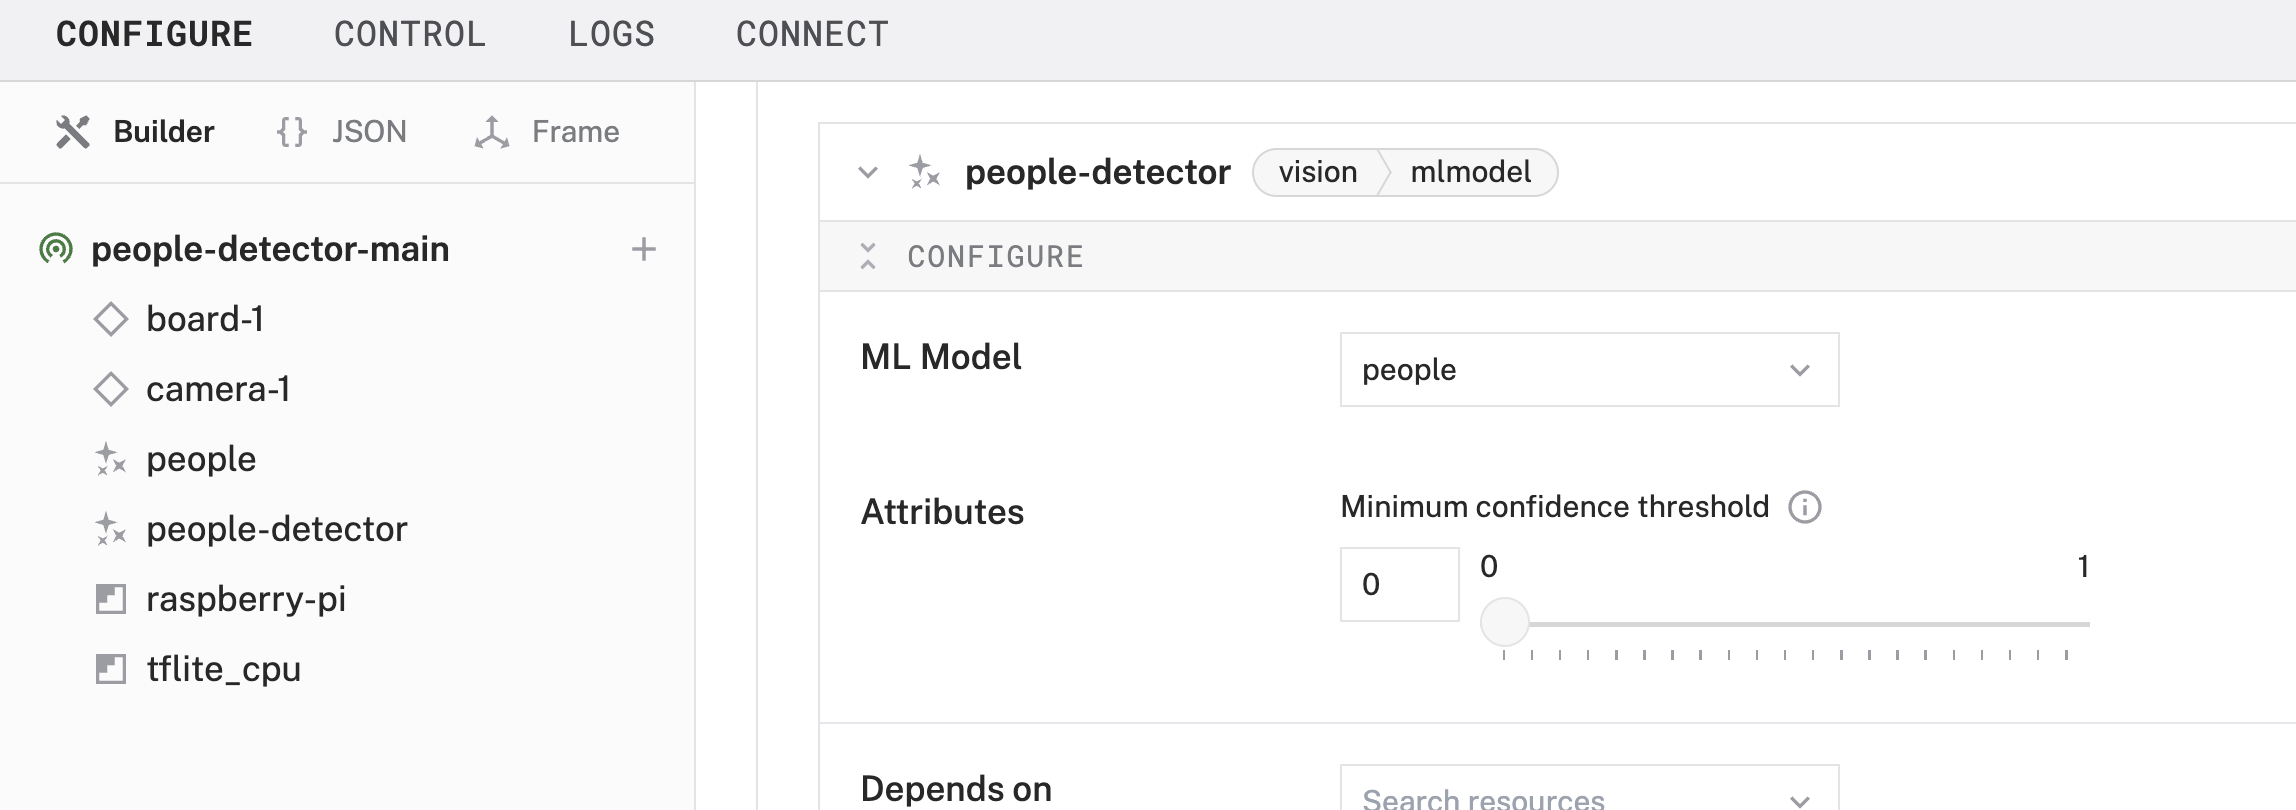 CONFIGURE CONTROL LOGS CONNECT
Builder {} JSON Frame
people-detector-main
board-1
camera-1
people
people-detector
raspberry-pi
tflite_cpu
people-detector vision mlmodel
CONFIGURE
ML Model people
Attributes Minimum confidence threshold
0 0 1
Depends on Search resources